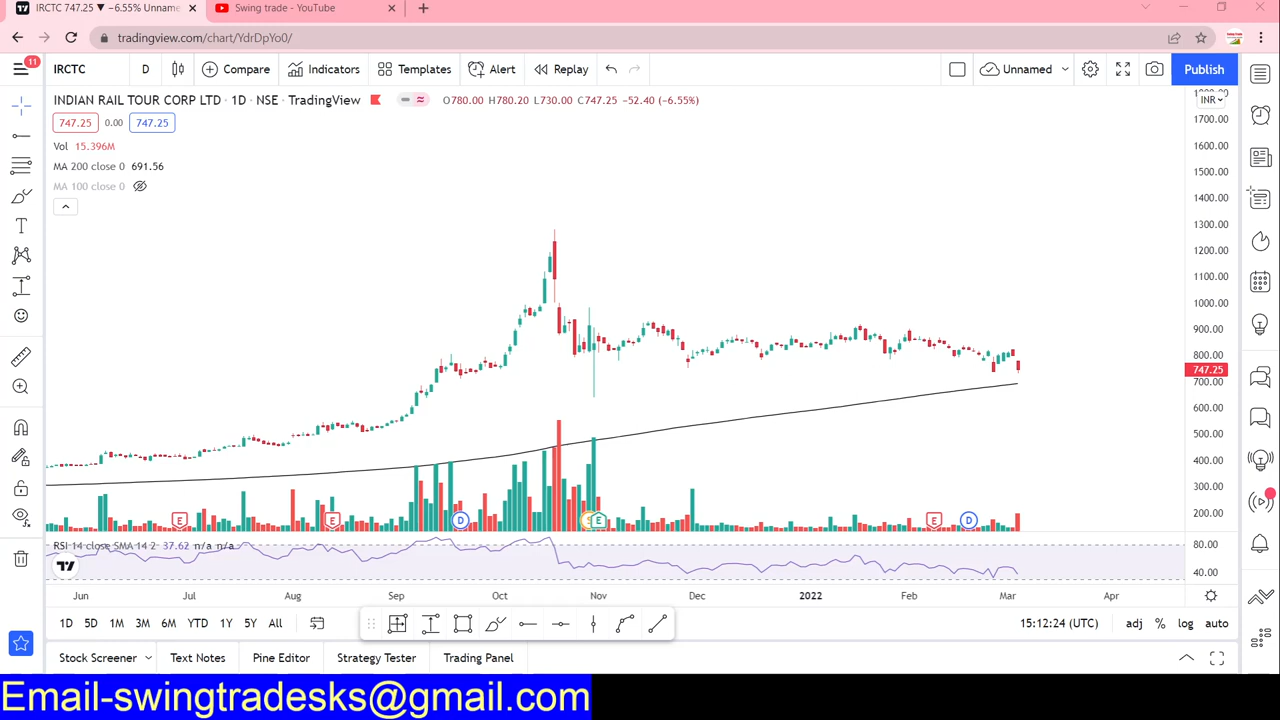 IRCTC 747.25 ▼ −6.55% Unname
Swing trade - YouTube
tradingview.com/chart/YdrDpYo0/
11
IRCTC
D
Compare
Indicators
Templates
Alert
Replay
Unnamed
Publish
INDIAN RAIL TOUR CORP LTD · 1D · NSE · TradingView
O780.00 H780.20 L730.00 C747.25 −52.40 (−6.55%)
INR
747.25 0.00 747.25
Vol 15.396M
MA 200 close 0 691.56
MA 100 close 0
1700.00
1600.00
1500.00
1400.00
1300.00
1200.00
1100.00
1000.00
900.00
800.00
747.25
700.00
600.00
500.00
400.00
300.00
200.00
E
E
D
E
E
D
RSI 14 close SMA 14 2 37.62 n/a n/a
80.00
40.00
Jun Jul Aug Sep Oct Nov Dec 2022 Feb Mar Apr
1D 5D 1M 3M 6M YTD 1Y 5Y All
15:12:24 (UTC)
adj % log auto
Stock Screener Text Notes Pine Editor Strategy Tester Trading Panel
Email-swingtradesks@gmail.com